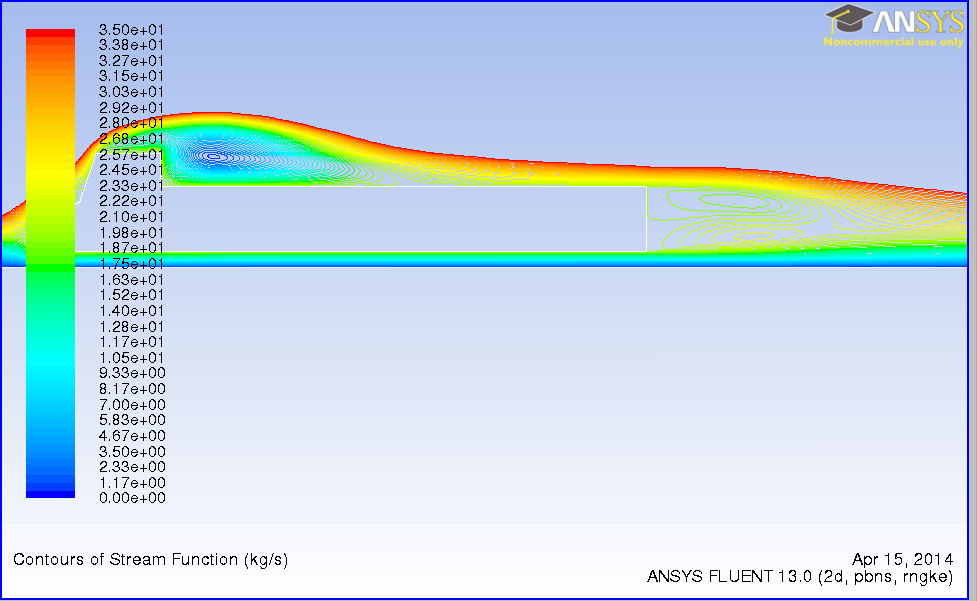 ANSYS
Noncommercial use only
3.50e+01
3.38e+01
3.27e+01
3.15e+01
3.03e+01
2.92e+01
2.80e+01
2.68e+01
2.57e+01
2.45e+01
2.33e+01
2.22e+01
2.10e+01
1.98e+01
1.87e+01
1.75e+01
1.63e+01
1.52e+01
1.40e+01
1.28e+01
1.17e+01
1.05e+01
9.33e+00
8.17e+00
7.00e+00
5.83e+00
4.67e+00
3.50e+00
2.33e+00
1.17e+00
0.00e+00
Contours of Stream Function (kg/s)
Apr 15, 2014
ANSYS FLUENT 13.0 (2d, pbns, rngke)